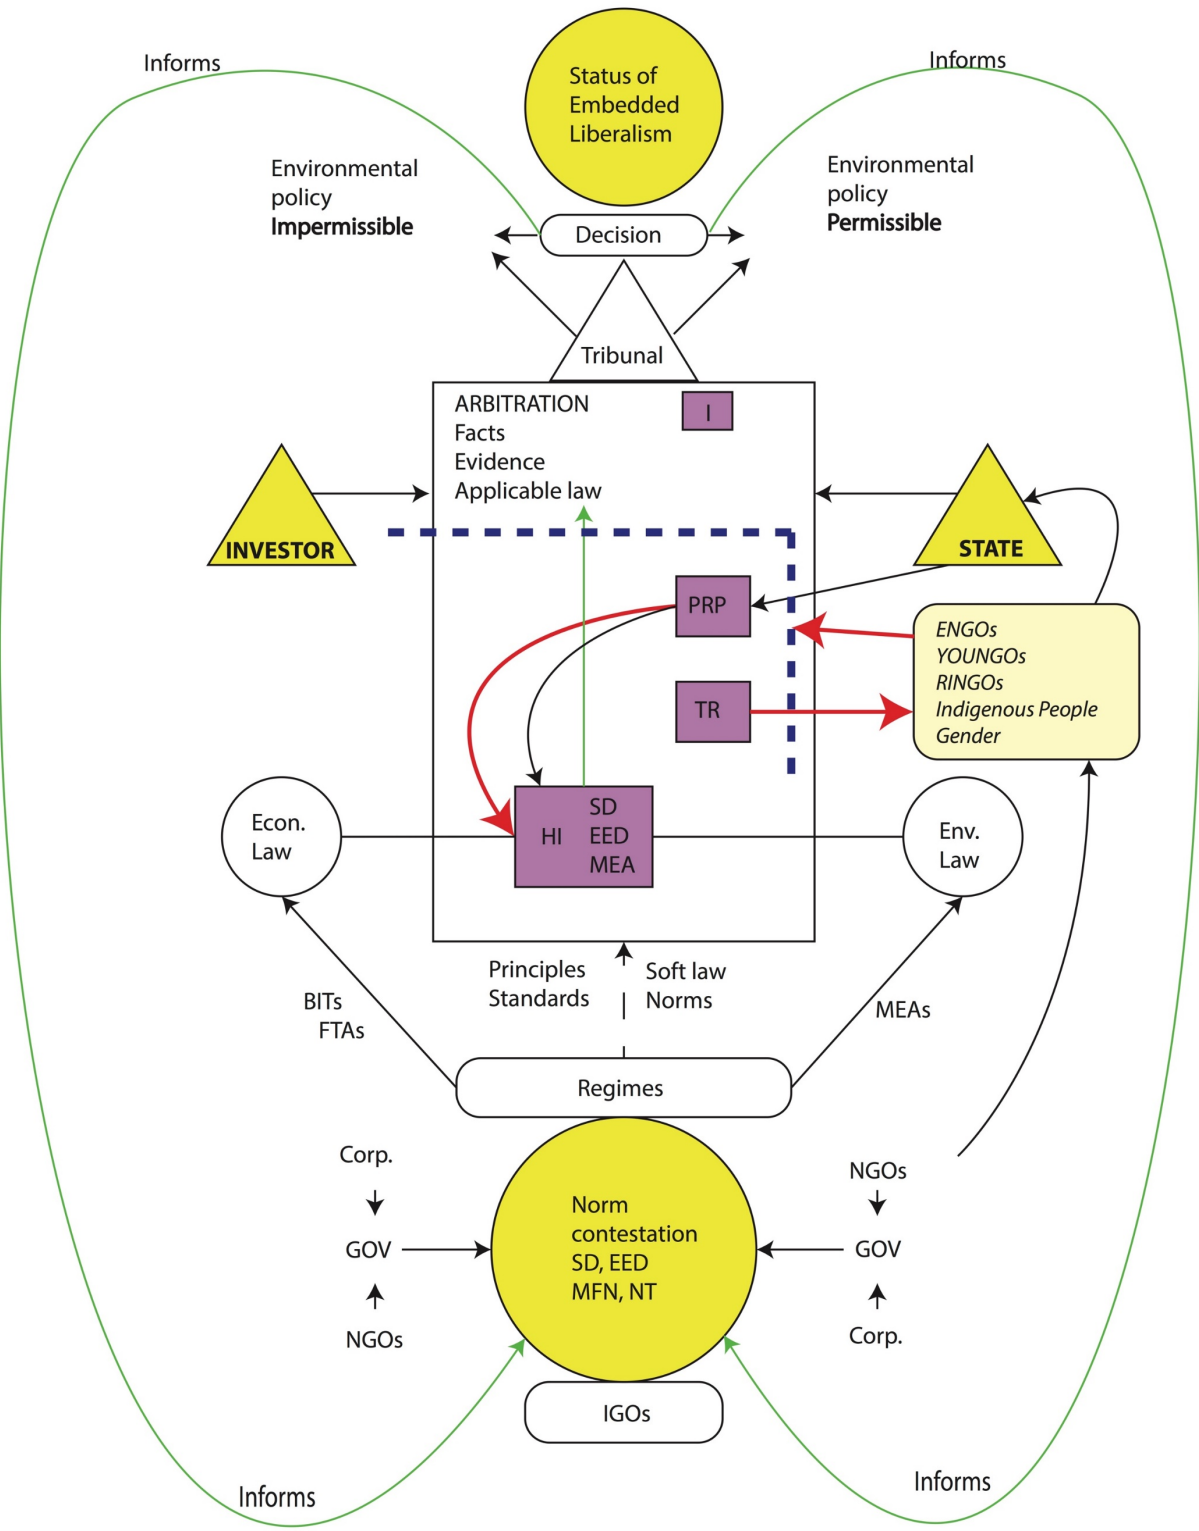 Informs
Informs
Status of
Embedded
Liberalism
Environmental
policy
Impermissible
Environmental
policy
Permissible
Decision
Tribunal
ARBITRATION
Facts
Evidence
Applicable law
I
INVESTOR
STATE
PRP
TR
ENGOs
YOUNGOs
RINGOs
Indigenous People
Gender
Econ.
Law
HI
SD
EED
MEA
Env.
Law
Principles
Standards
Soft law
Norms
BITs
FTAs
MEAs
Regimes
Corp.
GOV
NGOs
Norm
contestation
SD, EED
MFN, NT
NGOs
GOV
Corp.
IGOs
Informs
Informs